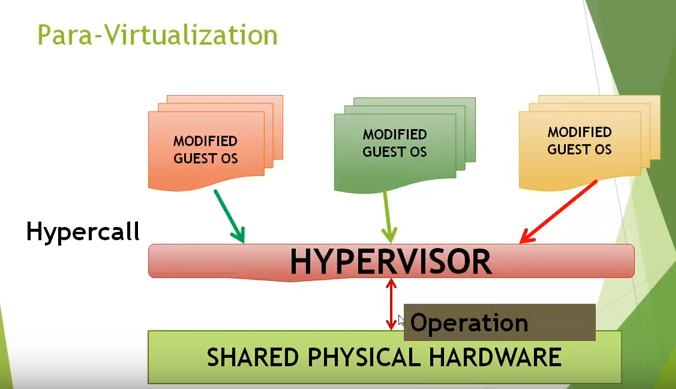 Para-Virtualization
MODIFIED
GUEST OS
MODIFIED
GUEST OS
MODIFIED
GUEST OS
Hypercall
HYPERVISOR
Operation
SHARED PHYSICAL HARDWARE